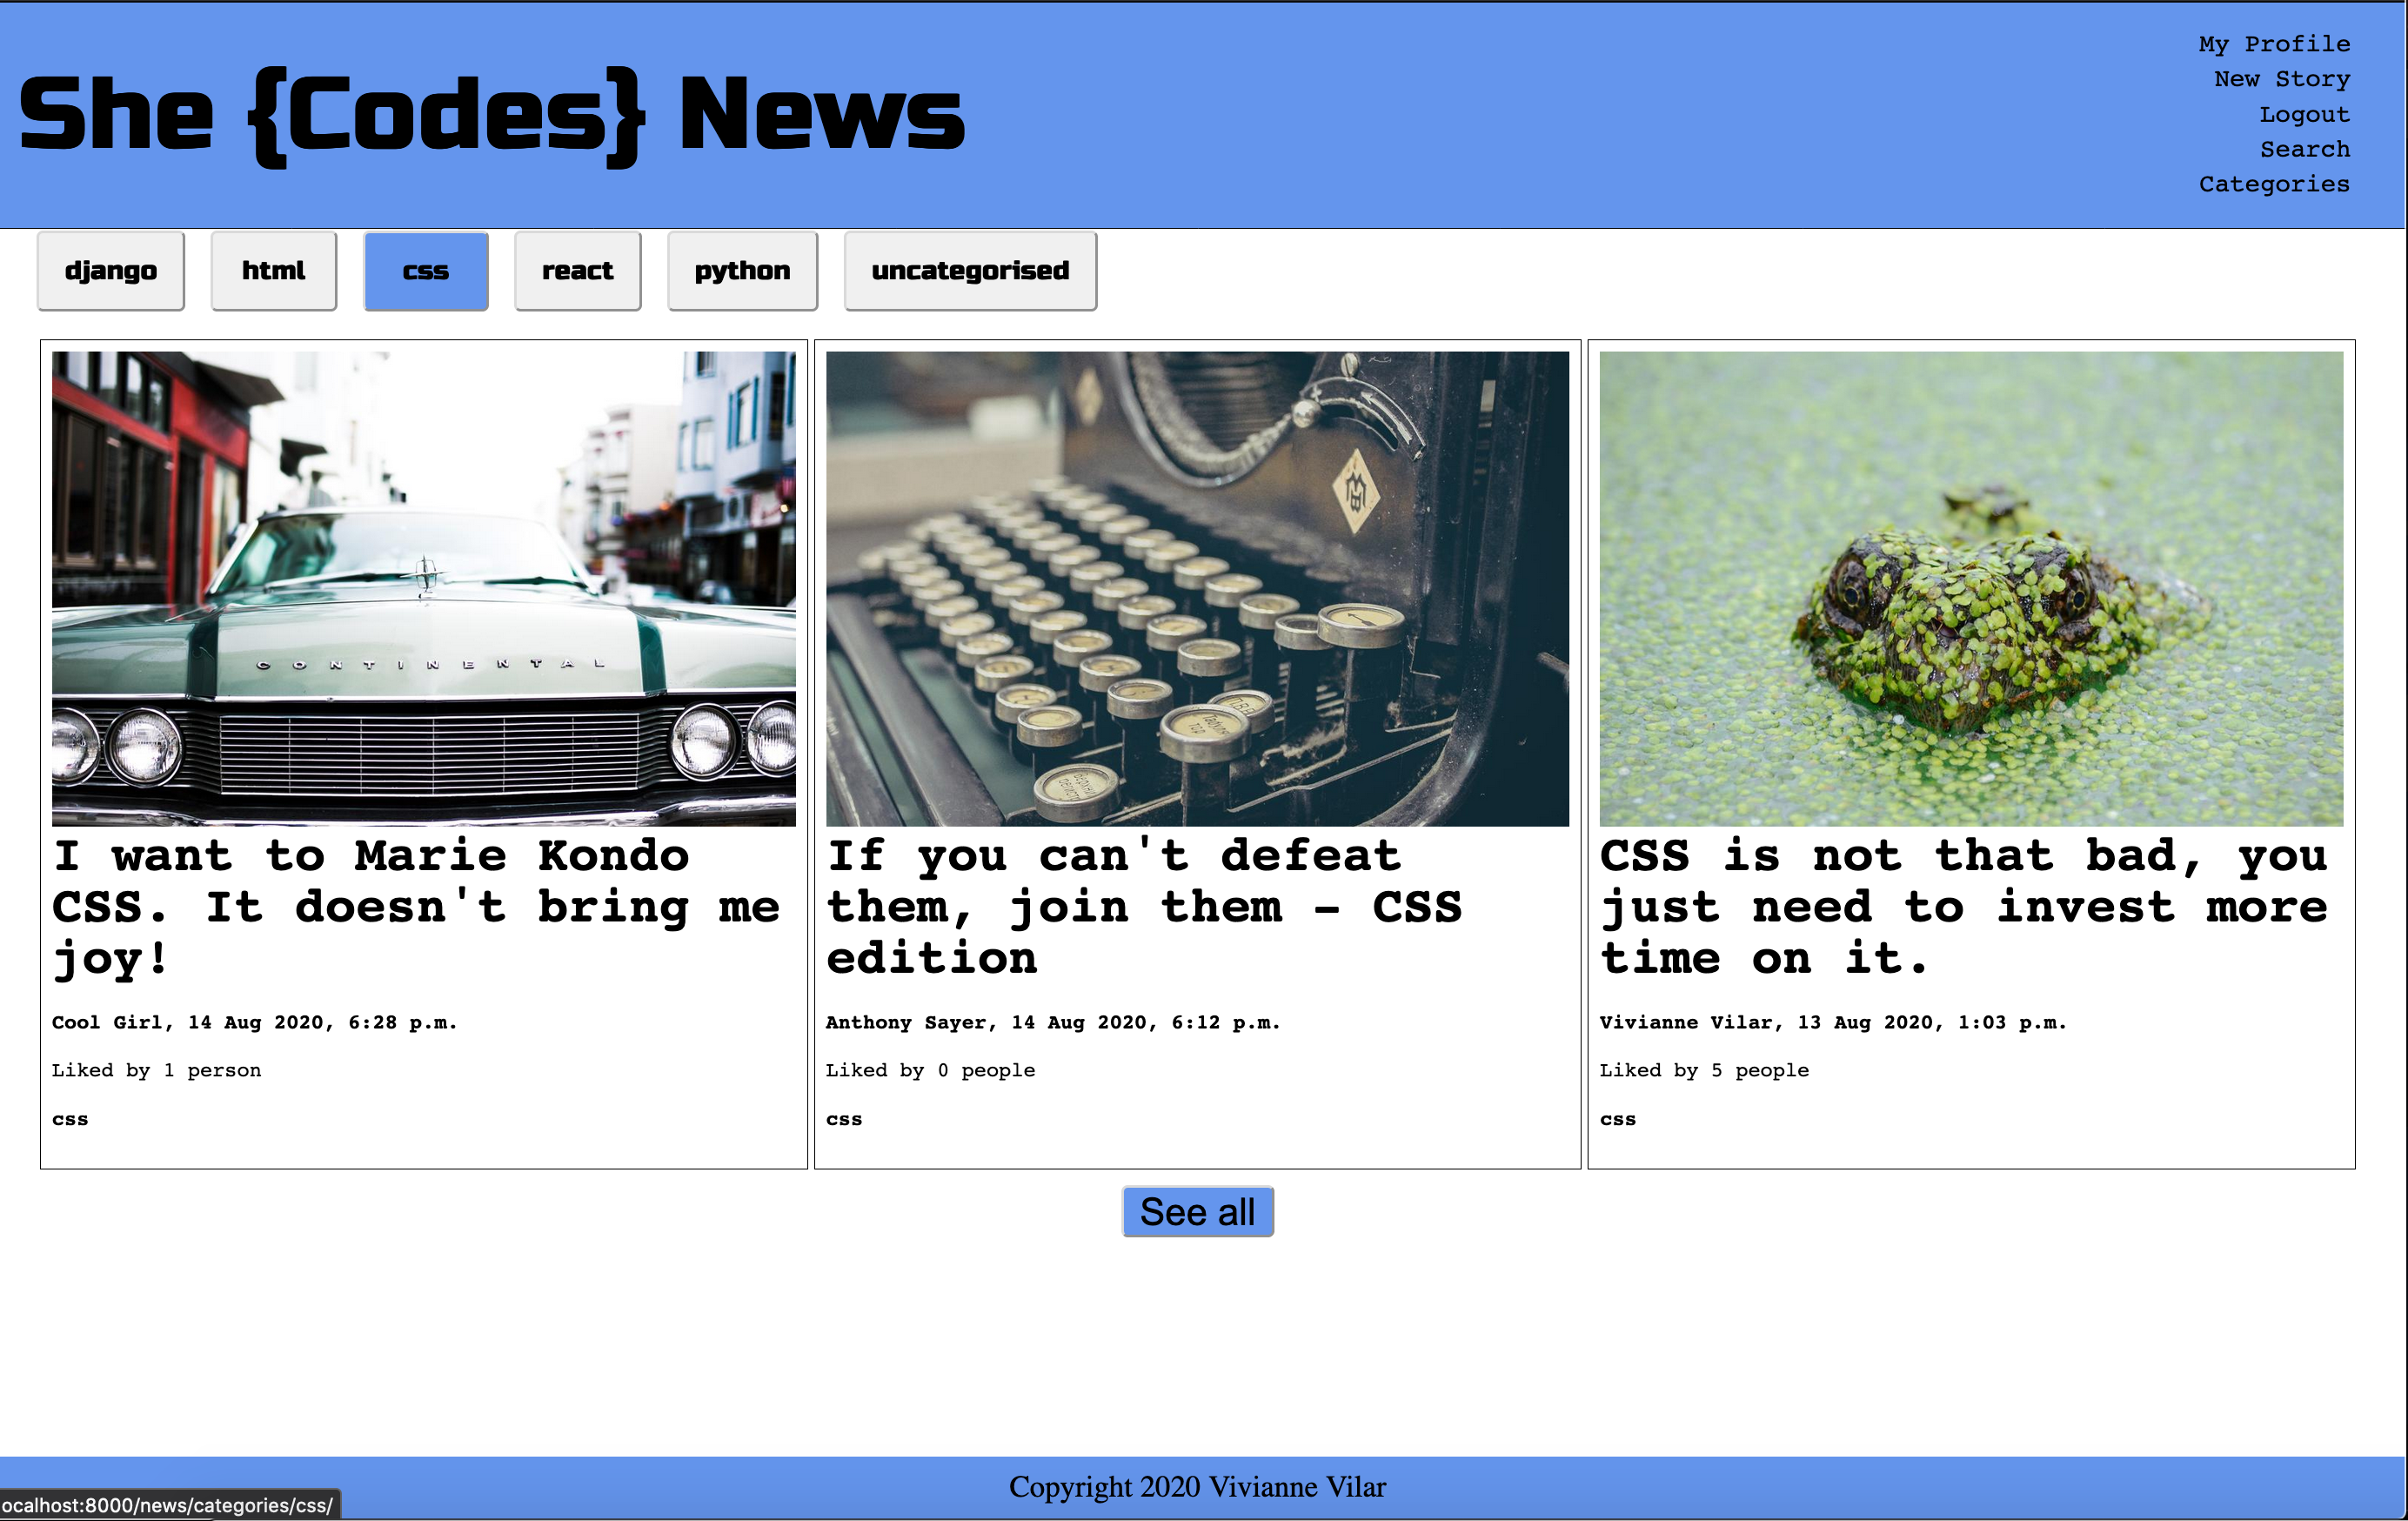 She {Codes} News
My Profile
New Story
Logout
Search
Categories
django
html
css
react
python
uncategorised
CONTINENTAL
I want to Marie Kondo
CSS. It doesn't bring me
joy!
Cool Girl, 14 Aug 2020, 6:28 p.m.
Liked by 1 person
css
If you can't defeat
them, join them - CSS
edition
Anthony Sayer, 14 Aug 2020, 6:12 p.m.
Liked by 0 people
css
CSS is not that bad, you
just need to invest more
time on it.
Vivianne Vilar, 13 Aug 2020, 1:03 p.m.
Liked by 5 people
css
See all
Copyright 2020 Vivianne Vilar
ocalhost:8000/news/categories/css/